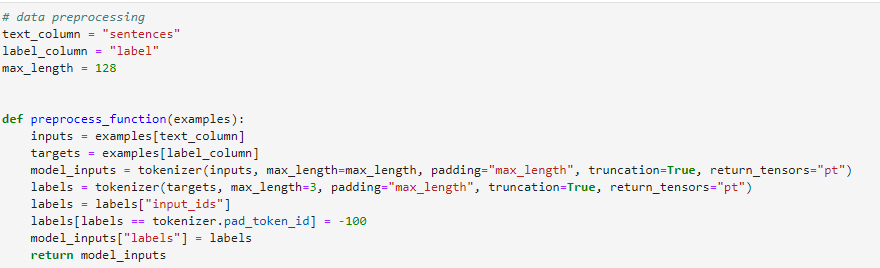 # data preprocessing
text_column = "sentences"
label_column = "label"
max_length = 128
def preprocess_function(examples):
    inputs = examples[text_column]
    targets = examples[label_column]
    model_inputs = tokenizer(inputs, max_length=max_length, padding="max_length", truncation=True, return_tensors="pt")
    labels = tokenizer(targets, max_length=3, padding="max_length", truncation=True, return_tensors="pt")
    labels = labels["input_ids"]
    labels[labels == tokenizer.pad_token_id] = -100
    model_inputs["labels"] = labels
    return model_inputs